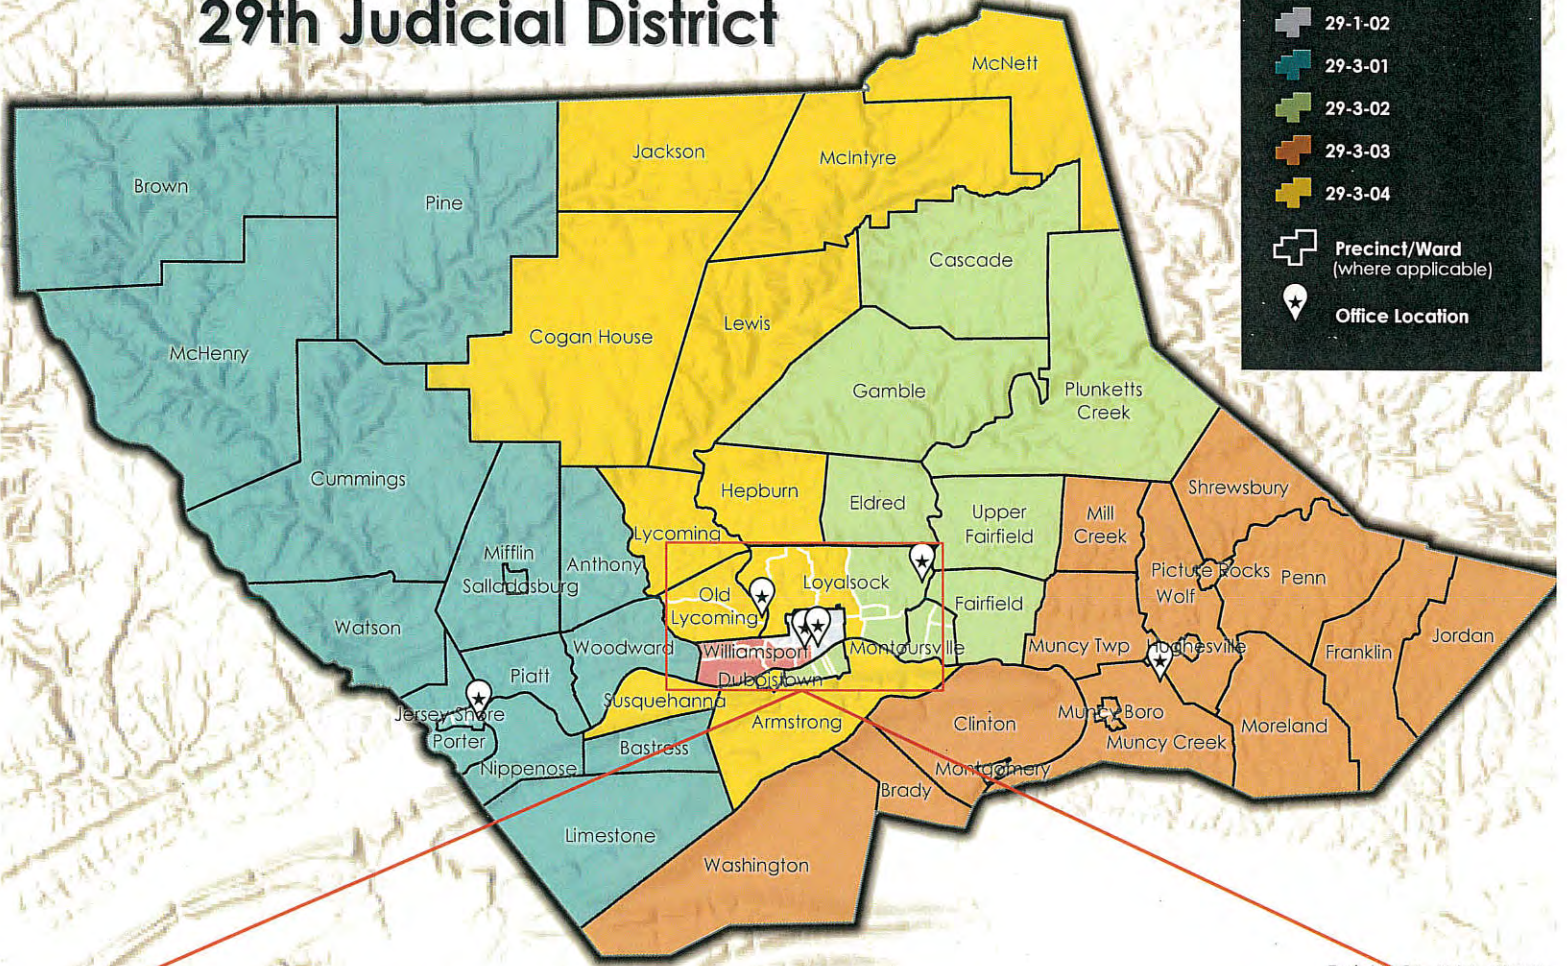 29th Judicial District
29-1-02
29-3-01
29-3-02
29-3-03
29-3-04
Precinct/Ward
(where applicable)
Office Location
McNett
Jackson
McIntyre
Brown
Pine
Cascade
Lewis
Cogan House
McHenry
Gamble
Plunketts
Creek
Cummings
Hepburn
Eldred
Shrewsbury
Upper
Fairfield
Mill
Creek
Lycoming
Mifflin
Anthony
Salladasburg
Loyalsock
Picture Rocks
Penn
Old
Lycoming
Wolf
Fairfield
Watson
Jordan
Woodward
Williamsport
Montoursville
Muncy Twp
Hughesville
Franklin
Piatt
Duboistown
Susquehanna
Jersey Shore
Armstrong
Clinton
Muncy Boro
Moreland
Porter
Bastress
Muncy Creek
Nippenose
Montgomery
Brady
Limestone
Washington